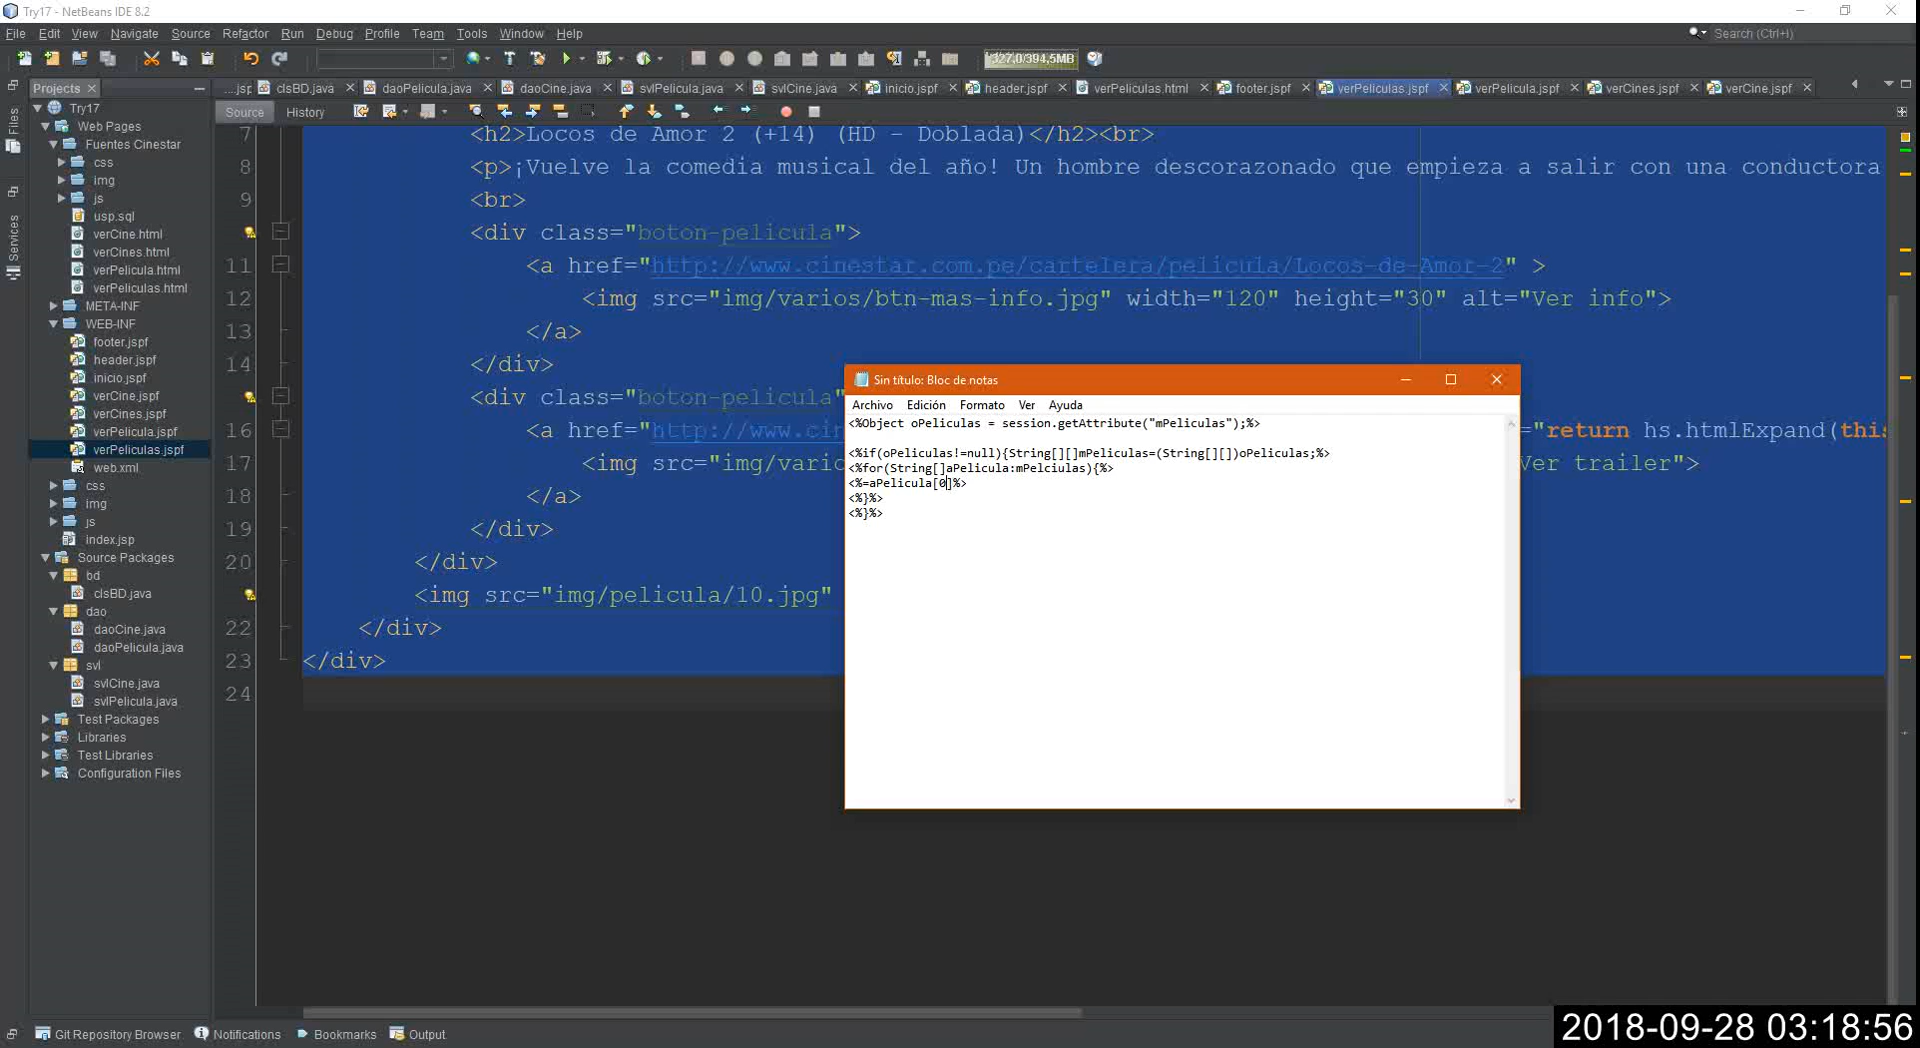 Try17 - NetBeans IDE 8.2
File Edit View Navigate Source Refactor Run Debug Profile Team Tools Window Help
Search (Ctrl+I)
327,0/394,5MB
Projects
...jsp clsBD.java daoPelicula.java daoCine.java svlPelicula.java svlCine.java inicio.jspf header.jspf verPeliculas.html footer.jspf verPeliculas.jspf verPelicula.jspf verCines.jspf verCine.jspf
Source History
Files
Services
Try17
Web Pages
Fuentes Cinestar
css
img
js
usp.sql
verCine.html
verCines.html
verPelicula.html
verPeliculas.html
META-INF
WEB-INF
footer.jspf
header.jspf
inicio.jspf
verCine.jspf
verCines.jspf
verPelicula.jspf
verPeliculas.jspf
web.xml
css
img
js
index.jsp
Source Packages
bd
clsBD.java
dao
daoCine.java
daoPelicula.java
svl
svlCine.java
svlPelicula.java
Test Packages
Libraries
Test Libraries
Configuration Files
7 <h2>Locos de Amor 2 (+14) (HD - Doblada)</h2><br>
8 <p>¡Vuelve la comedia musical del año! Un hombre descorazonado que empieza a salir con una conductora
9 <br>
<div class="boton-pelicula">
11 <a href="http://www.cinestar.com.pe/cartelera/pelicula/Locos-de-Amor-2" >
12 <img src="img/varios/btn-mas-info.jpg" width="120" height="30" alt="Ver info">
13 </a>
14 </div>
<div class="boton-pelicula"
16 <a href="http://www.cin ="return hs.htmlExpand(this
17 <img src="img/vario Ver trailer">
18 </a>
19 </div>
20 </div>
<img src="img/pelicula/10.jpg"
22 </div>
23 </div>
24
Sin título: Bloc de notas
Archivo Edición Formato Ver Ayuda
<%Object oPeliculas = session.getAttribute("mPeliculas");%>
<%if(oPeliculas!=null){String[][]mPeliculas=(String[][])oPeliculas;%>
<%for(String[]aPelicula:mPelciulas){%>
<%=aPelicula[0]%>
<%}%>
<%}%>
Git Repository Browser Notifications Bookmarks Output
2018-09-28 03:18:56